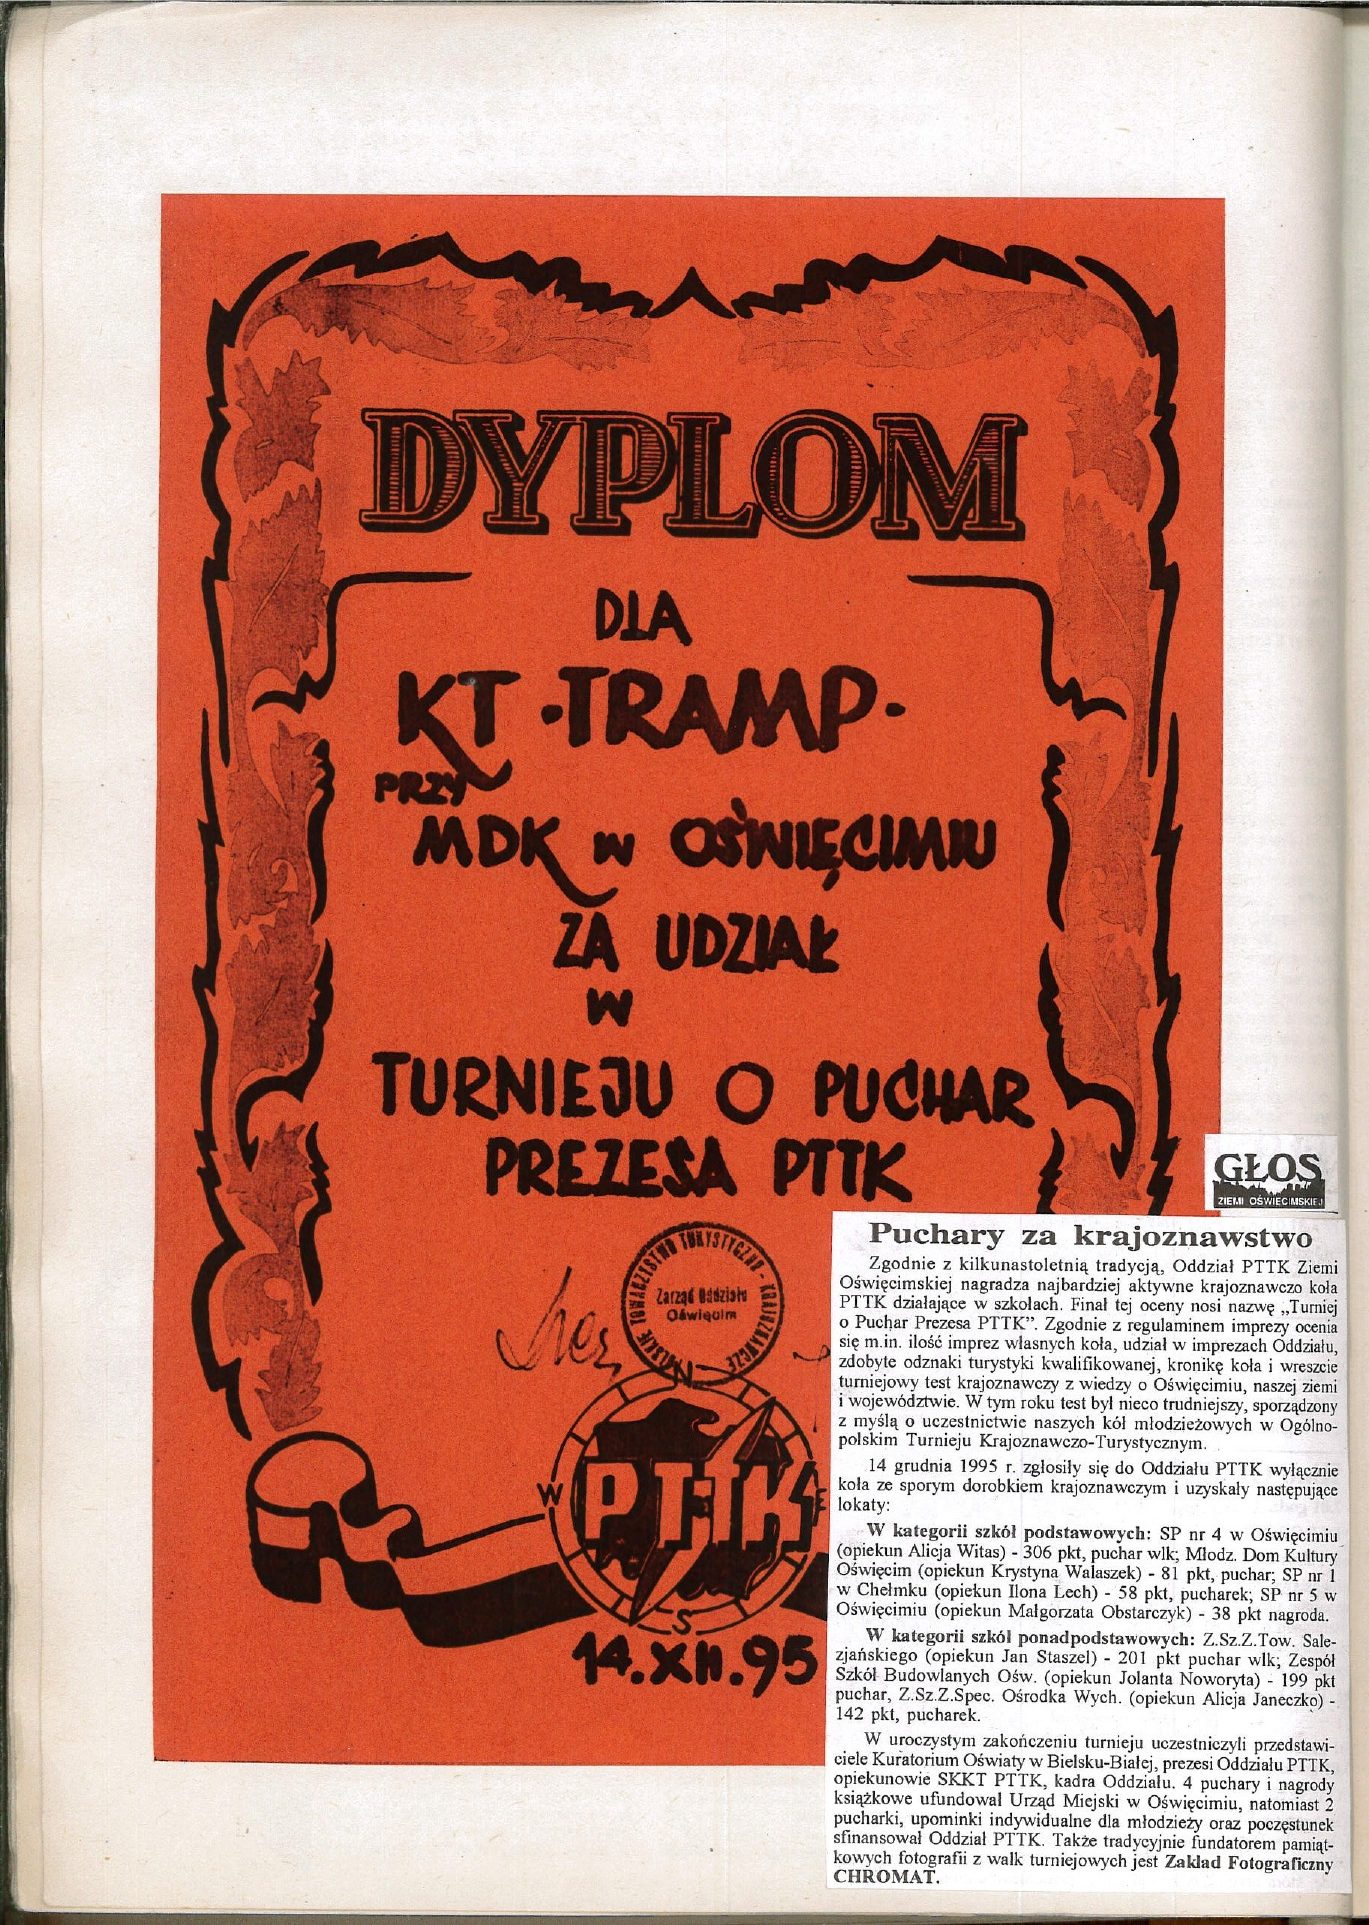 DYPLOM
DLA
KT ·TRAMP·
PRZY
MDK w OŚWIĘCIMIU
ZA UDZIAŁ
W
TURNIEJU O PUCHAR
PREZESA PTTK
POLSKIE TOWARZYSTWO TURYSTYCZNO - KRAJOZNAWCZE
Zarząd Oddziału
Oświęcim
N
W PTTK E
S
14.XII.95
GŁOS
ZIEMI OŚWIĘCIMSKIEJ
Puchary za krajoznawstwo
Zgodnie z kilkunastoletnią tradycją, Oddział PTTK Ziemi
Oświęcimskiej nagradza najbardziej aktywne krajoznawczo koła
PTTK działające w szkołach. Finał tej oceny nosi nazwę „Turniej
o Puchar Prezesa PTTK”. Zgodnie z regulaminem imprezy ocenia
się m.in. ilość imprez własnych koła, udział w imprezach Oddziału,
zdobyte odznaki turystyki kwalifikowanej, kronikę koła i wreszcie
turniejowy test krajoznawczy z wiedzy o Oświęcimiu, naszej ziemi
i województwie. W tym roku test był nieco trudniejszy, sporządzony
z myślą o uczestnictwie naszych kół młodzieżowych w Ogólno-
polskim Turnieju Krajoznawczo-Turystycznym.
14 grudnia 1995 r. zgłosiły się do Oddziału PTTK wyłącznie
koła ze sporym dorobkiem krajoznawczym i uzyskały następujące
lokaty:
W kategorii szkół podstawowych: SP nr 4 w Oświęcimiu
(opiekun Alicja Witas) - 306 pkt, puchar wlk; Młodz. Dom Kultury
Oświęcim (opiekun Krystyna Walaszek) - 81 pkt, puchar; SP nr 1
w Chełmku (opiekun Ilona Lech) - 58 pkt, pucharek; SP nr 5 w
Oświęcimiu (opiekun Małgorzata Obstarczyk) - 38 pkt nagroda.
W kategorii szkół ponadpodstawowych: Z.Sz.Z.Tow. Sale-
zjańskiego (opiekun Jan Staszel) - 201 pkt puchar wlk; Zespół
Szkół Budowlanych Ośw. (opiekun Jolanta Noworyta) - 199 pkt
puchar, Z.Sz.Z.Spec. Ośrodka Wych. (opiekun Alicja Janeczko) -
142 pkt, pucharek.
W uroczystym zakończeniu turnieju uczestniczyli przedstawi-
ciele Kuratorium Oświaty w Bielsku-Białej, prezesi Oddziału PTTK,
opiekunowie SKKT PTTK, kadra Oddziału. 4 puchary i nagrody
książkowe ufundował Urząd Miejski w Oświęcimiu, natomiast 2
pucharki, upominki indywidualne dla młodzieży oraz poczęstunek
sfinansował Oddział PTTK. Także tradycyjnie fundatorem pamiąt-
kowych fotografii z walk turniejowych jest Zakład Fotograficzny
CHROMAT.